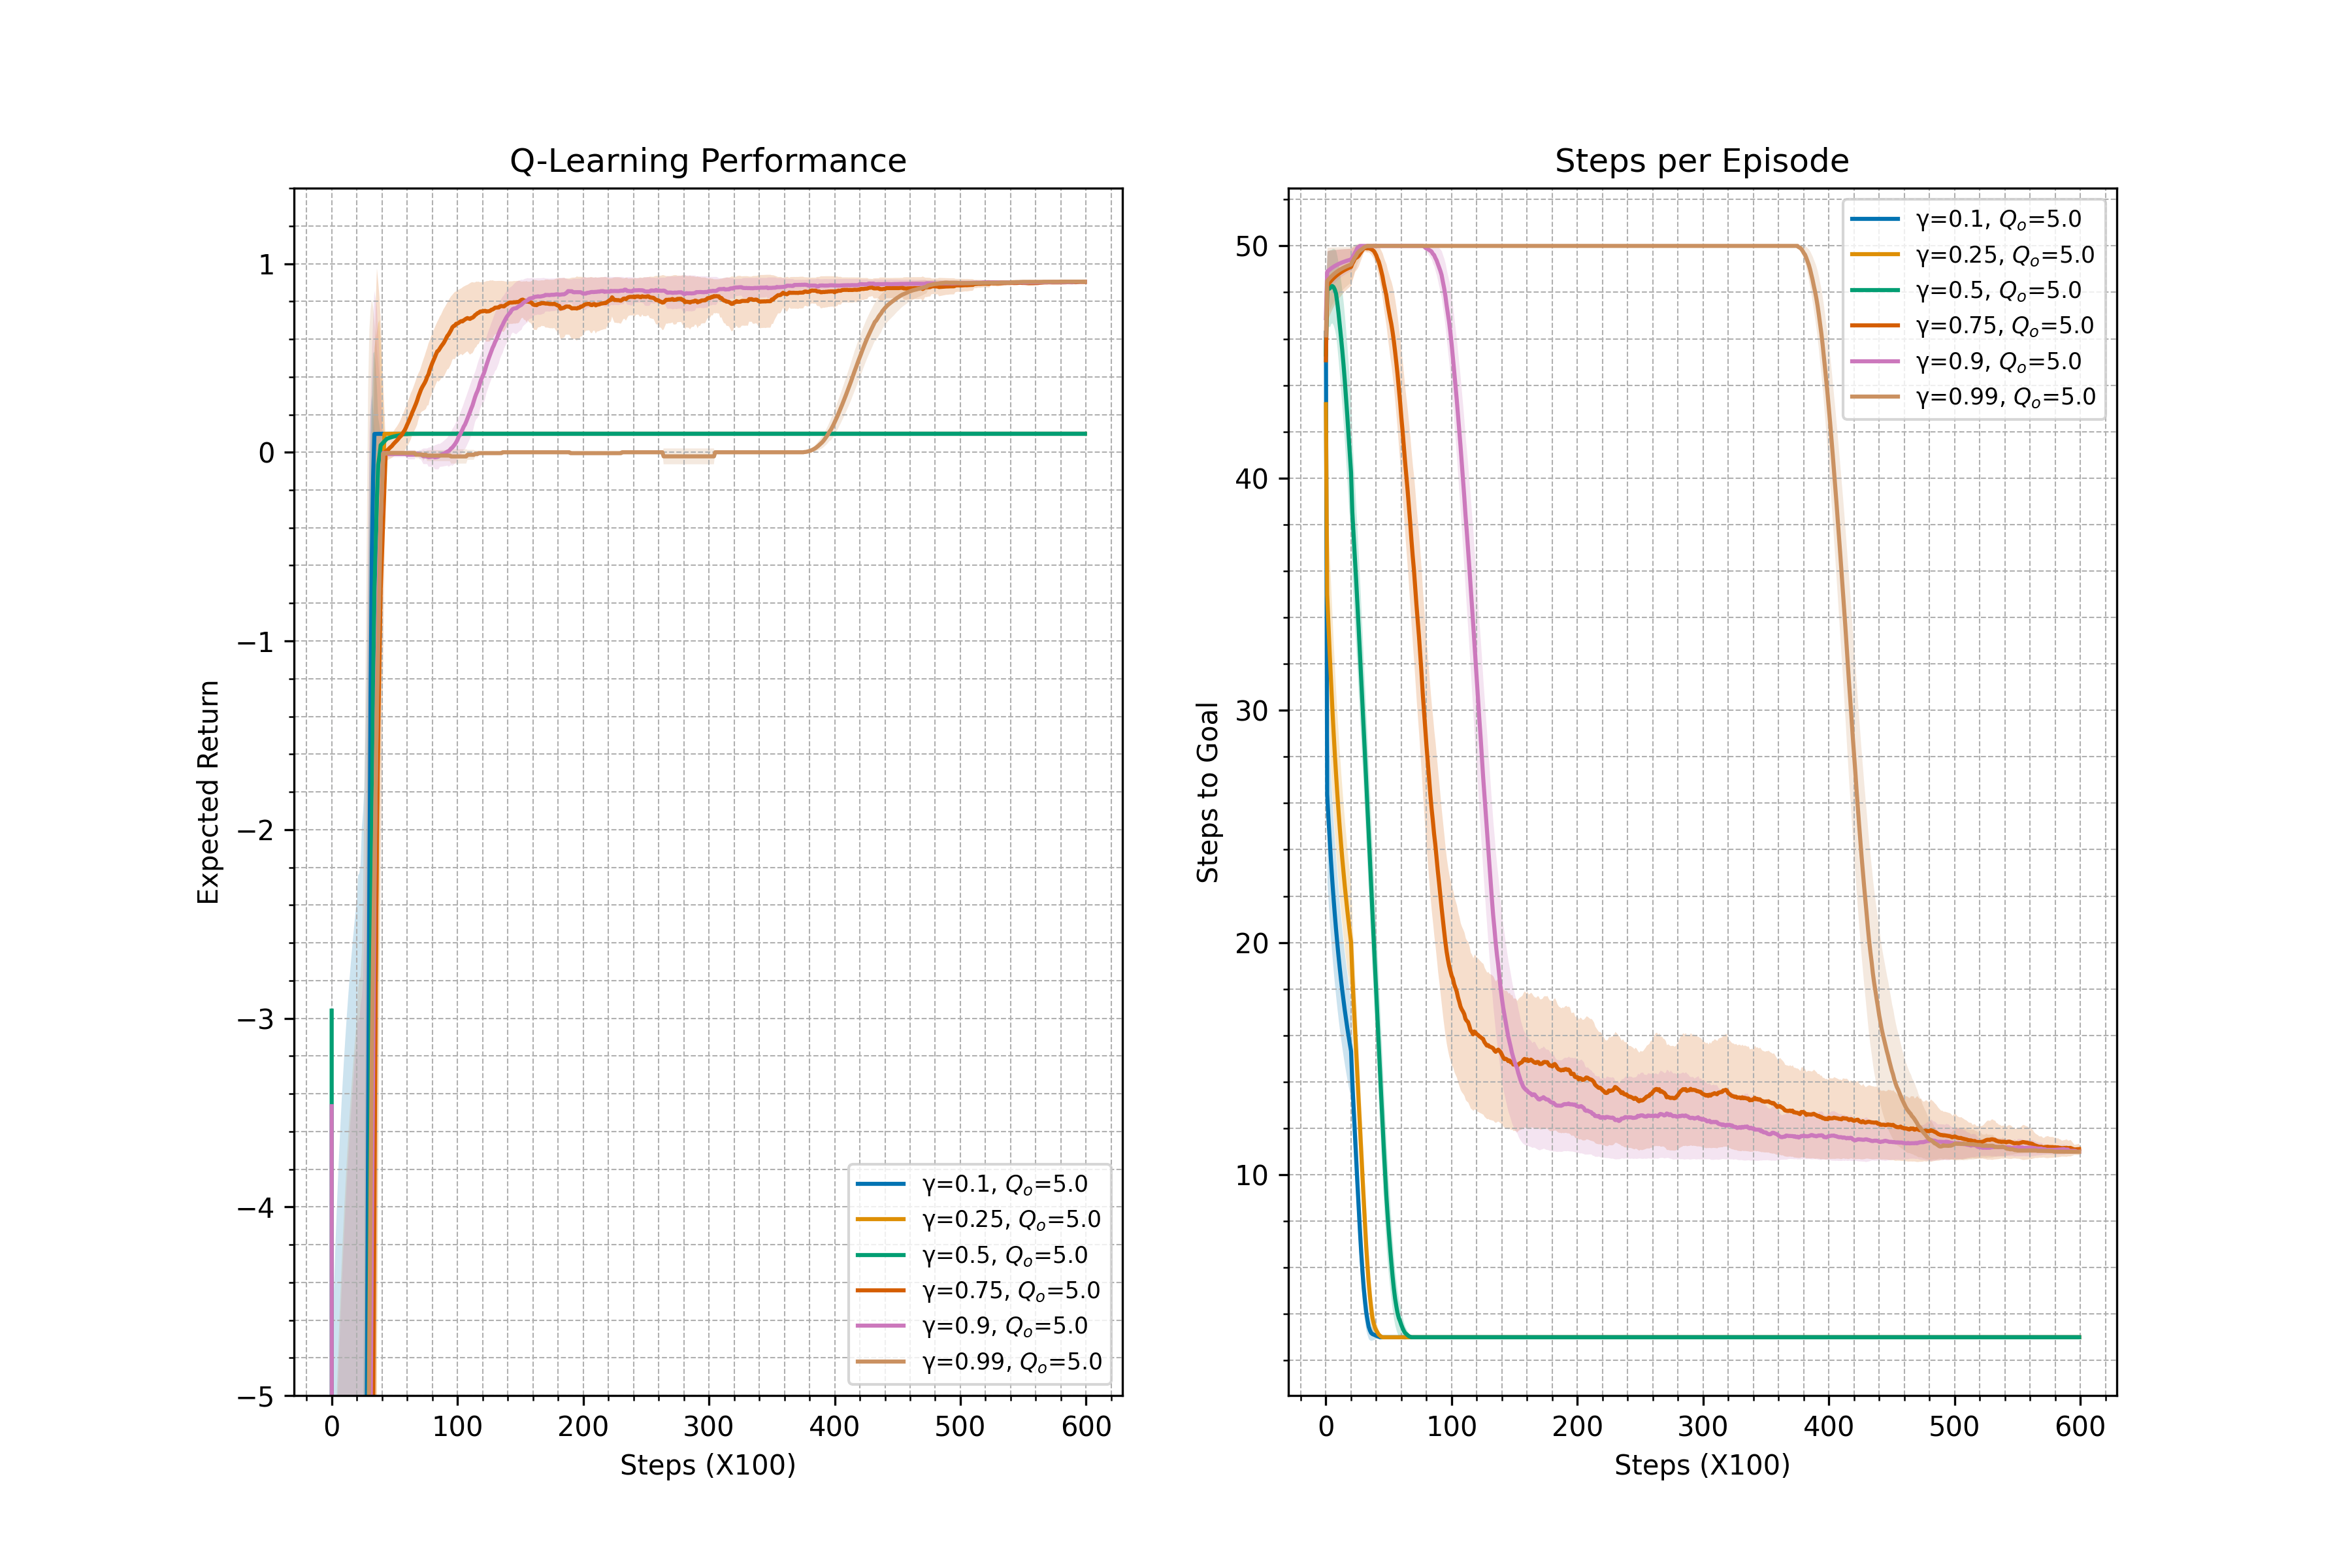 Q-Learning Performance
Expected Return
1
0
−1
−2
−3
−4
−5
0 100 200 300 400 500 600
Steps (X100)
γ=0.1, Qo=5.0
γ=0.25, Qo=5.0
γ=0.5, Qo=5.0
γ=0.75, Qo=5.0
γ=0.9, Qo=5.0
γ=0.99, Qo=5.0
Steps per Episode
Steps to Goal
50
40
30
20
10
0 100 200 300 400 500 600
Steps (X100)
γ=0.1, Qo=5.0
γ=0.25, Qo=5.0
γ=0.5, Qo=5.0
γ=0.75, Qo=5.0
γ=0.9, Qo=5.0
γ=0.99, Qo=5.0